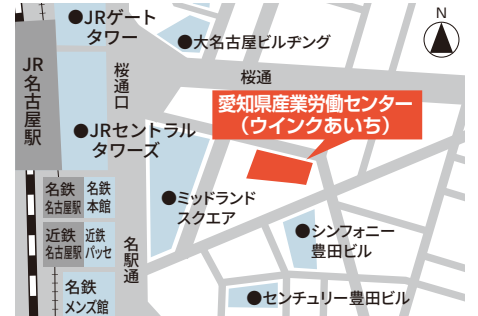 ●JRゲート
タワー
N
●大名古屋ビルヂング
JR
名古屋駅
桜通口
桜通
愛知県産業労働センター
（ウインクあいち）
●JRセントラル
タワーズ
名鉄
名古屋駅
名鉄
本館
●ミッドランド
スクエア
近鉄
名古屋駅
近鉄
パッセ
名駅通
●シンフォニー
豊田ビル
名鉄
メンズ館
●センチュリー豊田ビル